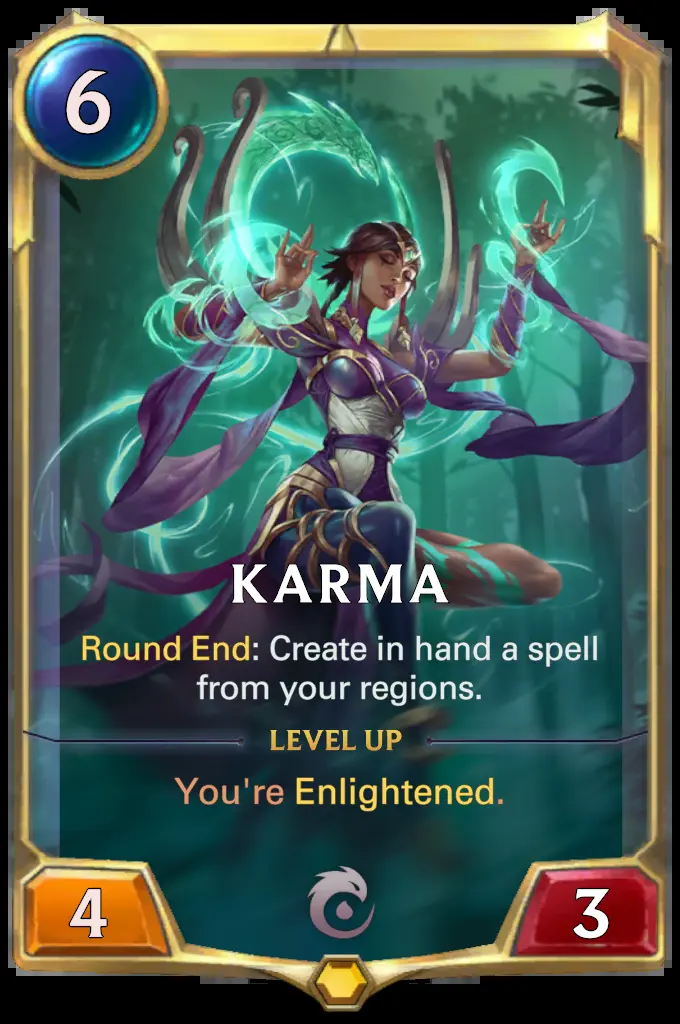 6
KARMA
Round End: Create in hand a spell
from your regions.
LEVEL UP
You're Enlightened.
4
3